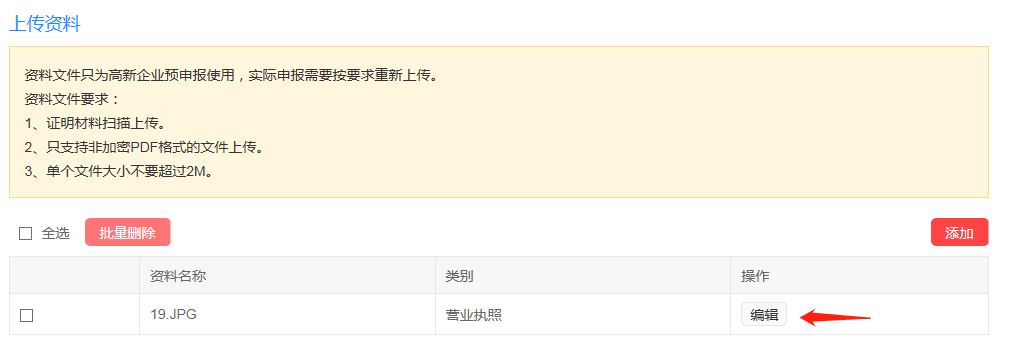 上传资料
资料文件只为高新企业预申报使用，实际申报需要按要求重新上传。
资料文件要求：
1、证明材料扫描上传。
2、只支持非加密PDF格式的文件上传。
3、单个文件大小不要超过2M。
全选 批量删除 添加
资料名称 类别 操作
19.JPG 营业执照 编辑